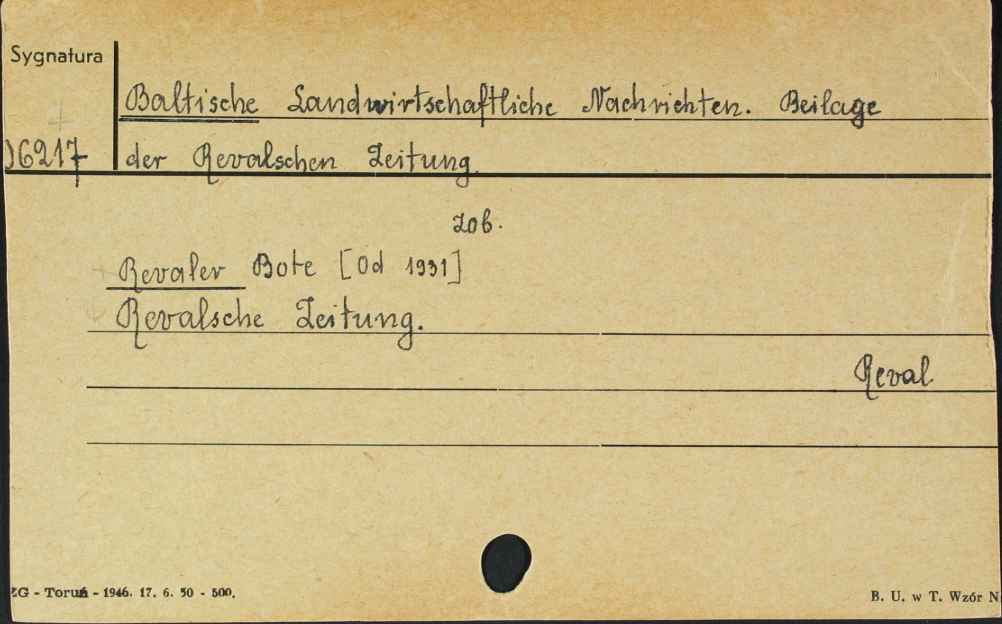 Sygnatura
Baltische Landwirtschaftliche Nachrichten. Beilage
06217 der Revalschen Zeitung.
zob.
Revaler Bote [Od 1931]
Revalsche Zeitung.
Reval
ZG - Toruń - 1946. 17. 6. 50 - 500.
B. U. w T. Wzór N